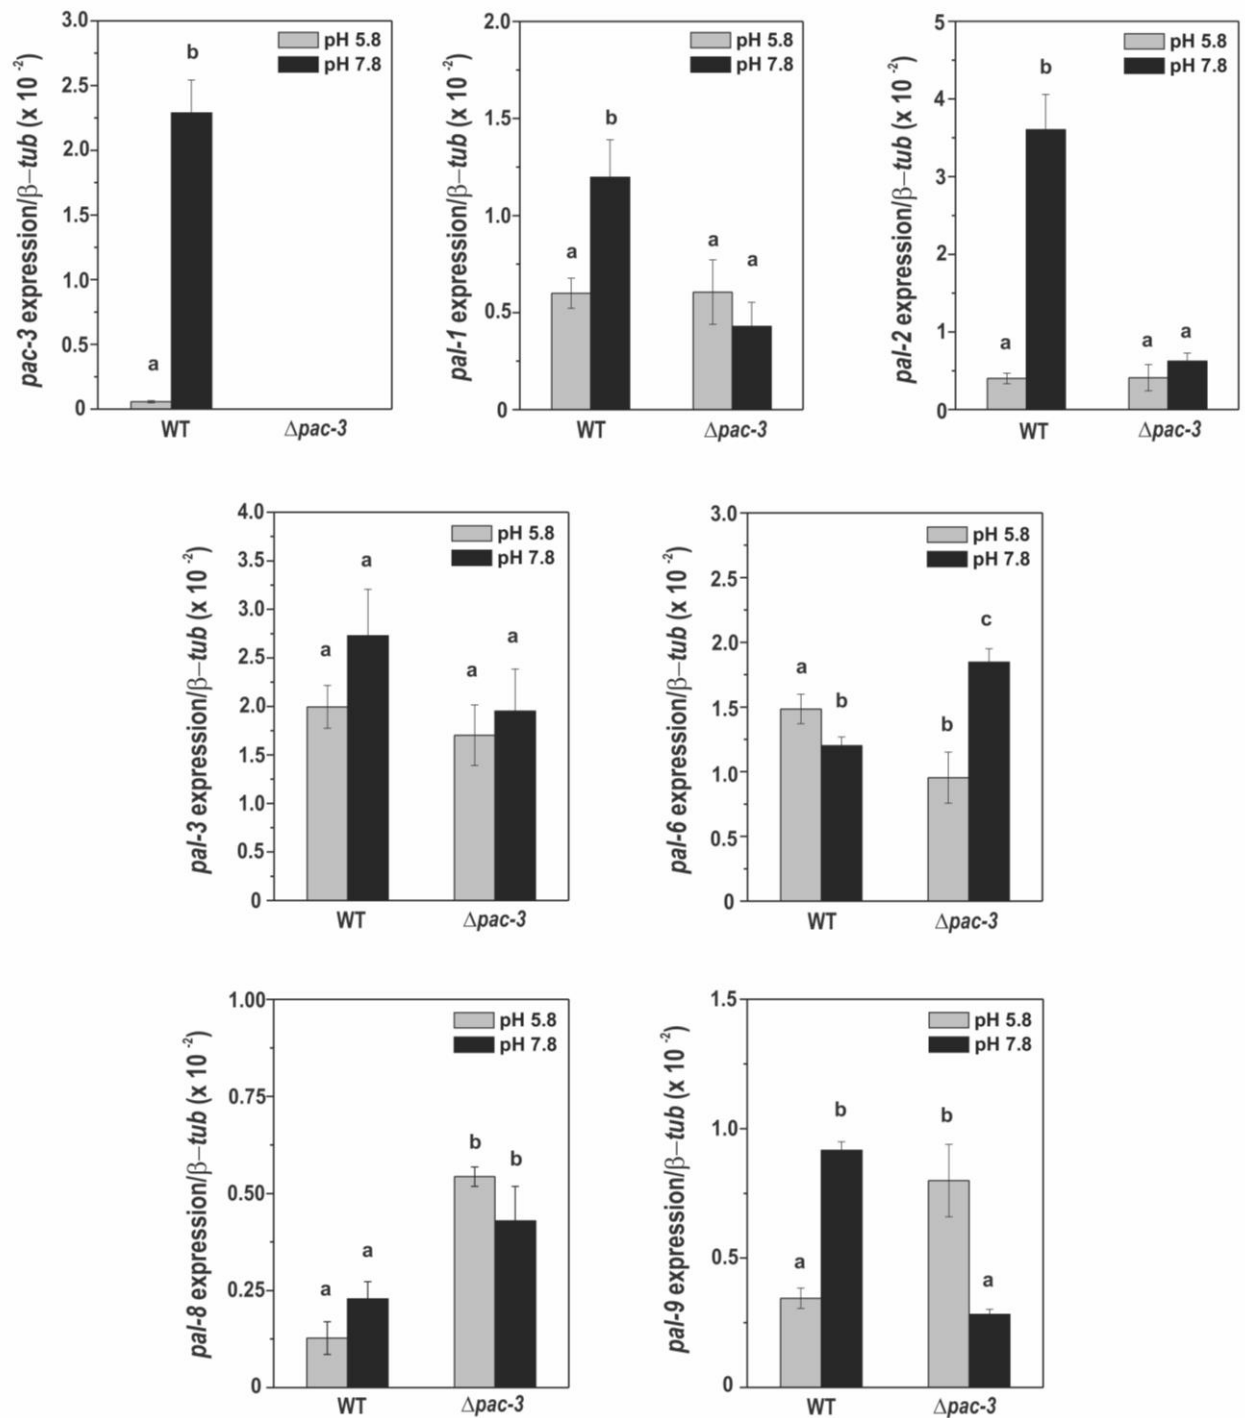 pac-3 expression/β–tub (x 10 -2)
3.0
2.5
2.0
1.5
1.0
0.5
0
pH 5.8
pH 7.8
a
b
WT
Δpac-3
pal-1 expression/β–tub (x 10 -2)
2.0
1.5
1.0
0.5
0
pH 5.8
pH 7.8
a
b
a
a
WT
Δpac-3
pal-2 expression/β–tub (x 10 -2)
5
4
3
2
1
0
pH 5.8
pH 7.8
a
b
a
a
WT
Δpac-3
pal-3 expression/β–tub (x 10 -2)
4.0
3.5
3.0
2.5
2.0
1.5
1.0
0.5
0
pH 5.8
pH 7.8
a
a
a
a
WT
Δpac-3
pal-6 expression/β–tub (x 10 -2)
3.0
2.5
2.0
1.5
1.0
0.5
0
pH 5.8
pH 7.8
a
b
b
c
WT
Δpac-3
pal-8 expression/β–tub (x 10 -2)
1.00
0.75
0.50
0.25
0
pH 5.8
pH 7.8
a
a
b
b
WT
Δpac-3
pal-9 expression/β–tub (x 10 -2)
1.5
1.0
0.5
0
pH 5.8
pH 7.8
a
b
b
a
WT
Δpac-3